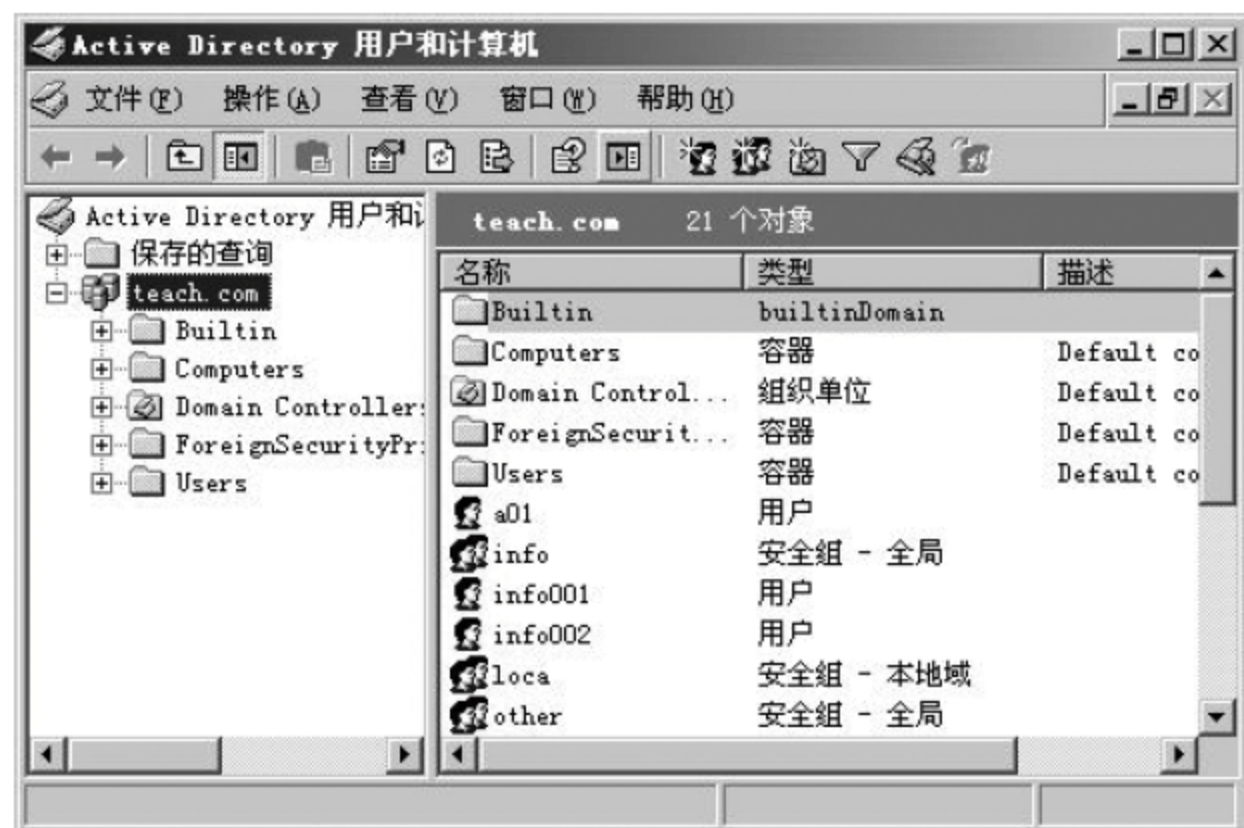 Active Directory 用户和计算机
文件(F) 操作(A) 查看(V) 窗口(W) 帮助(H)
Active Directory 用户和
保存的查询
teach.com
Builtin
Computers
Domain Controller
ForeignSecurityPr
Users
teach.com 21 个对象
名称 类型 描述
Builtin builtinDomain
Computers 容器 Default co
Domain Control... 组织单位 Default co
ForeignSecurit... 容器 Default co
Users 容器 Default co
a01 用户
info 安全组 - 全局
info001 用户
info002 用户
loca 安全组 - 本地域
other 安全组 - 全局